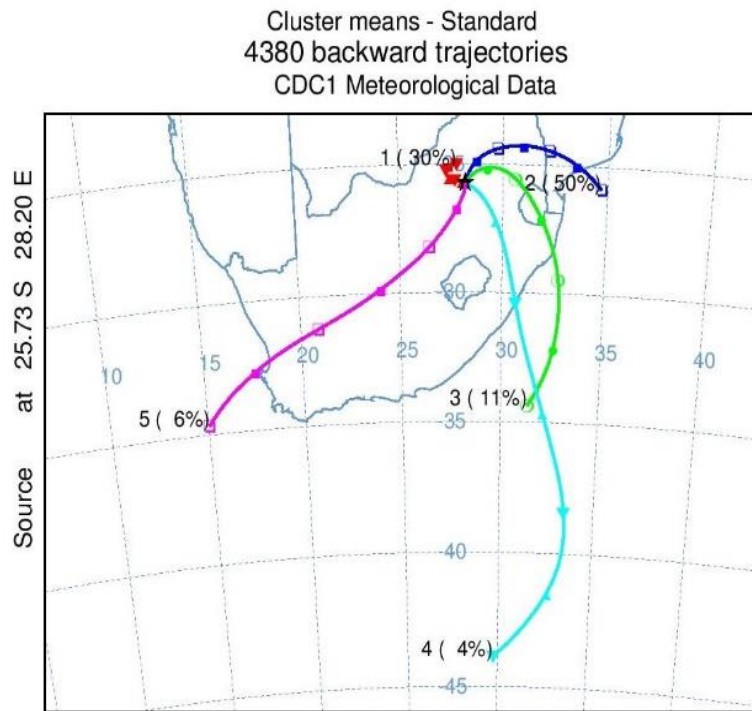 Cluster means - Standard
4380 backward trajectories
CDC1 Meteorological Data
Source at 25.73 S 28.20 E
1 ( 30%)
2 ( 50%)
-30
10
15
20
25
30
35
40
3 ( 11%)
5 (  6%)
-35
-40
4 (  4%)
-45